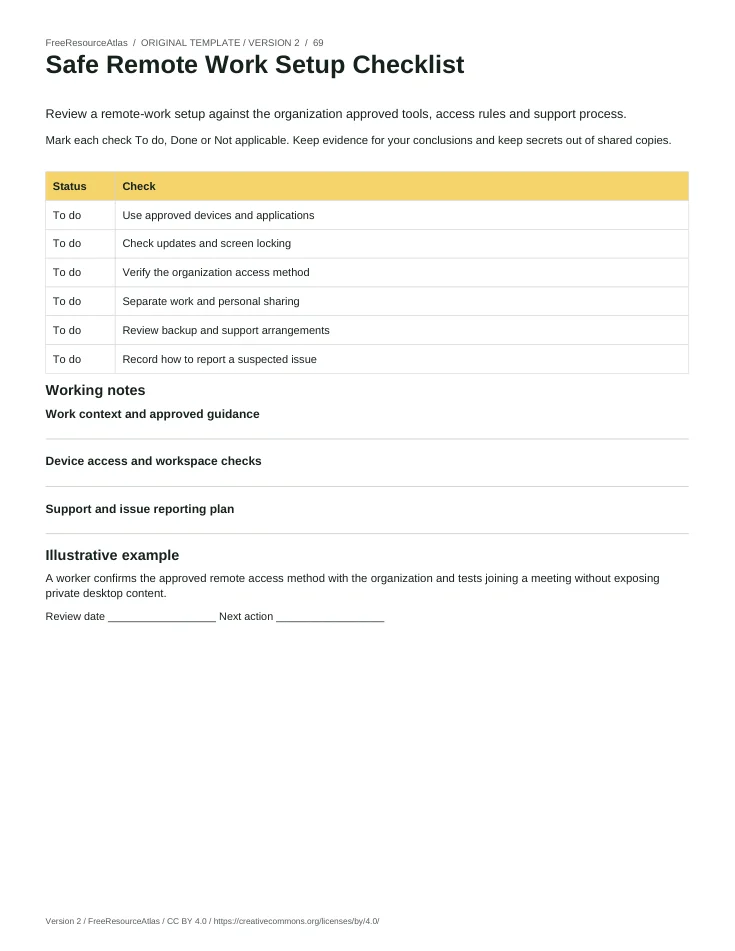 FreeResourceAtlas / ORIGINAL TEMPLATE / VERSION 2 / 69
Safe Remote Work Setup Checklist
Review a remote-work setup against the organization approved tools, access rules and support process.
Mark each check To do, Done or Not applicable. Keep evidence for your conclusions and keep secrets out of shared copies.
Status Check
To do Use approved devices and applications
To do Check updates and screen locking
To do Verify the organization access method
To do Separate work and personal sharing
To do Review backup and support arrangements
To do Record how to report a suspected issue
Working notes
Work context and approved guidance
Device access and workspace checks
Support and issue reporting plan
Illustrative example
A worker confirms the approved remote access method with the organization and tests joining a meeting without exposing
private desktop content.
Review date __________________ Next action __________________
Version 2 / FreeResourceAtlas / CC BY 4.0 / https://creativecommons.org/licenses/by/4.0/